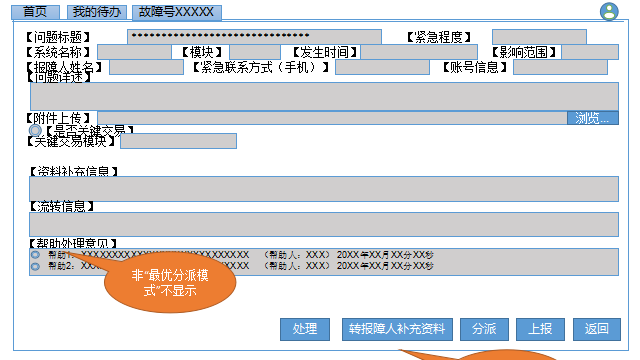 首页 我的待办 故障号XXXXX
【问题标题】 ****************************** 【紧急程度】
【系统名称】 【模块】 【发生时间】 【影响范围】
【报障人姓名】 【紧急联系方式（手机）】 【账号信息】
【问题详述】
【附件上传】 浏览...
【是否关键交易】
【关键交易模块】
【资料补充信息】
【流转信息】
【帮助处理意见】
帮助1：XXXXXXXXXXXXXXXXXXXXXXXXXX （帮助人：XXX） 20XX年XX月XX分XX秒
帮助2：XXX XXX （帮助人：XXX） 20XX年XX月XX分XX秒
非“最优分派模
式”不显示
处理 转报障人补充资料 分派 上报 返回